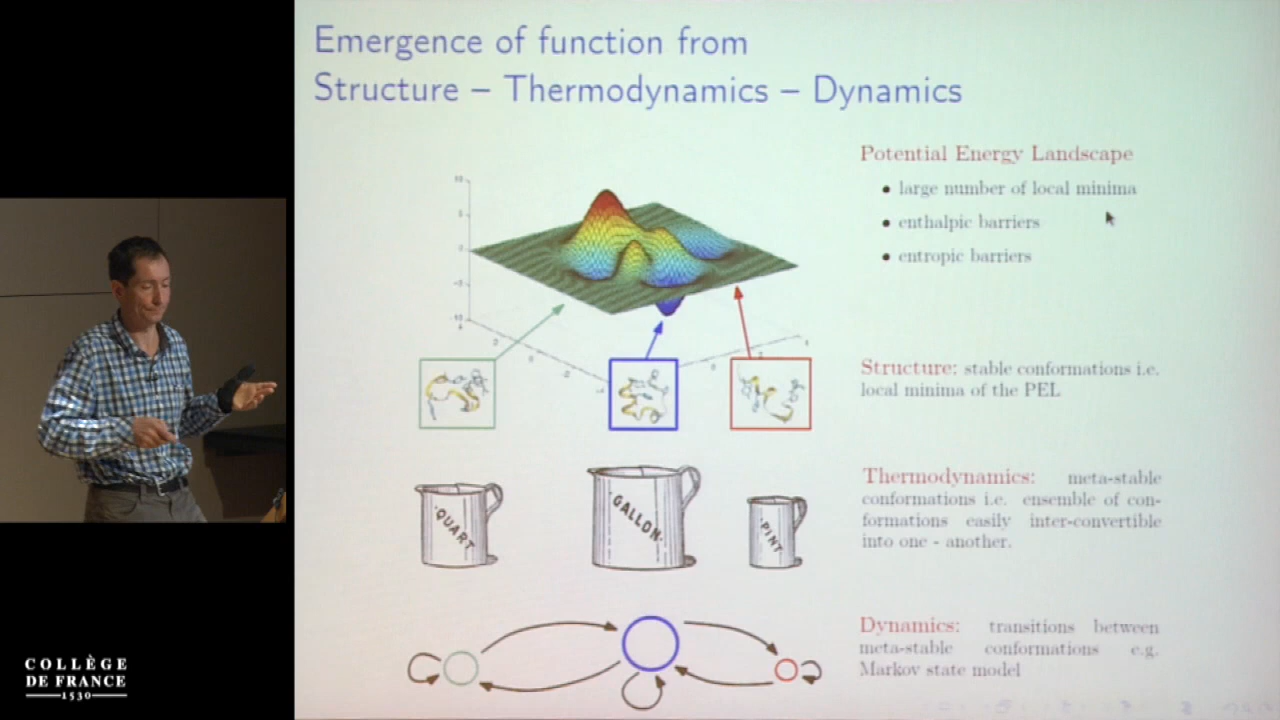 Emergence of function from
Structure – Thermodynamics – Dynamics
Potential Energy Landscape
• large number of local minima
• enthalpic barriers
• entropic barriers
Structure: stable conformations i.e.
local minima of the PEL
QUART
GALLON
PINT
Thermodynamics: meta-stable
conformations i.e. ensemble of con-
formations easily inter-convertible
into one - another.
Dynamics: transitions between
meta-stable conformations e.g.
Markov state model
COLLÈGE
DE FRANCE
1530